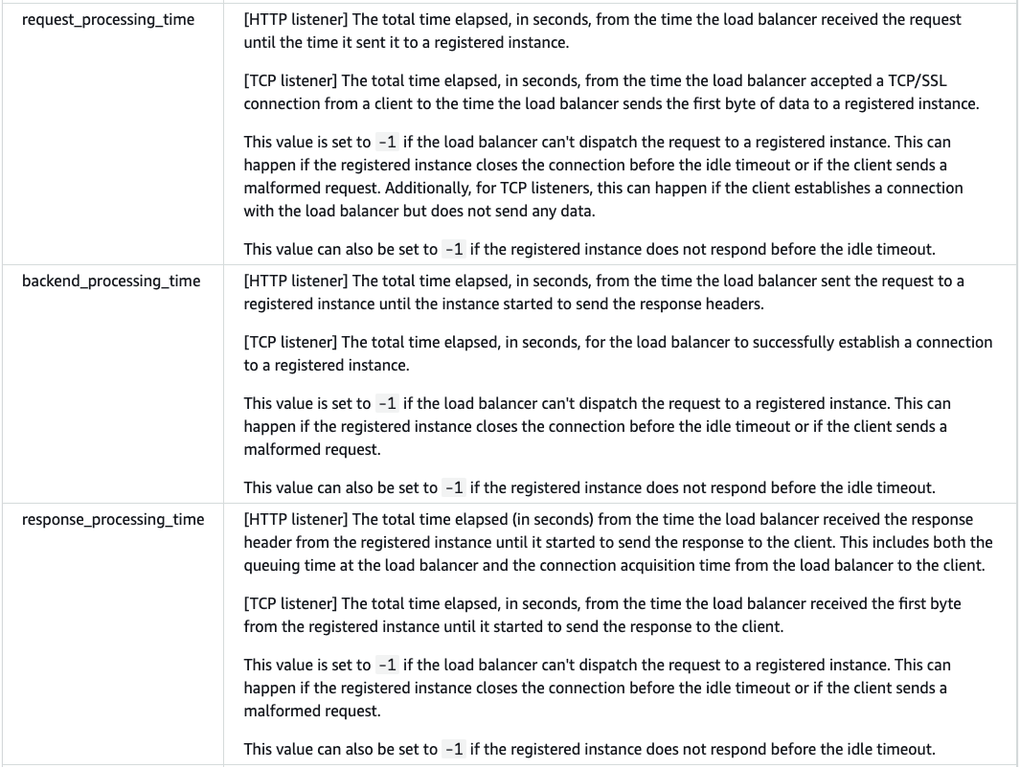 request_processing_time
[HTTP listener] The total time elapsed, in seconds, from the time the load balancer received the request
until the time it sent it to a registered instance.
[TCP listener] The total time elapsed, in seconds, from the time the load balancer accepted a TCP/SSL
connection from a client to the time the load balancer sends the first byte of data to a registered instance.
This value is set to -1 if the load balancer can't dispatch the request to a registered instance. This can
happen if the registered instance closes the connection before the idle timeout or if the client sends a
malformed request. Additionally, for TCP listeners, this can happen if the client establishes a connection
with the load balancer but does not send any data.
This value can also be set to -1 if the registered instance does not respond before the idle timeout.
backend_processing_time
[HTTP listener] The total time elapsed, in seconds, from the time the load balancer sent the request to a
registered instance until the instance started to send the response headers.
[TCP listener] The total time elapsed, in seconds, for the load balancer to successfully establish a connection
to a registered instance.
This value is set to -1 if the load balancer can't dispatch the request to a registered instance. This can
happen if the registered instance closes the connection before the idle timeout or if the client sends a
malformed request.
This value can also be set to -1 if the registered instance does not respond before the idle timeout.
response_processing_time
[HTTP listener] The total time elapsed (in seconds) from the time the load balancer received the response
header from the registered instance until it started to send the response to the client. This includes both the
queuing time at the load balancer and the connection acquisition time from the load balancer to the client.
[TCP listener] The total time elapsed, in seconds, from the time the load balancer received the first byte
from the registered instance until it started to send the response to the client.
This value is set to -1 if the load balancer can't dispatch the request to a registered instance. This can
happen if the registered instance closes the connection before the idle timeout or if the client sends a
malformed request.
This value can also be set to -1 if the registered instance does not respond before the idle timeout.